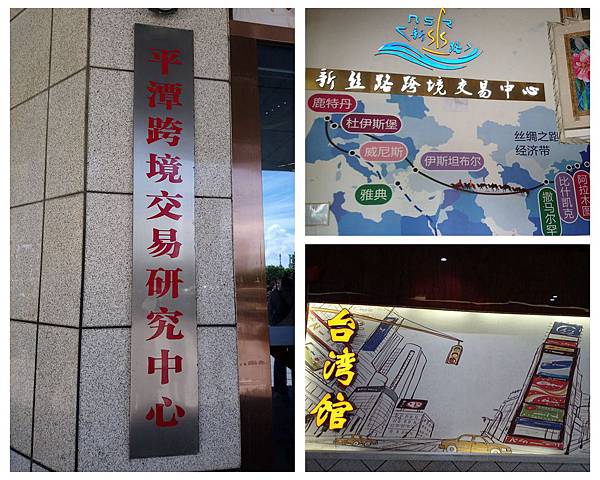 平潭跨境交易研究中心
NSR
<新丝路>
新丝路跨境交易中心
鹿特丹
杜伊斯堡
威尼斯
伊斯坦布尔
雅典
丝绸之路
经济带
撒马尔罕
比什凯克
阿拉木图
台湾馆